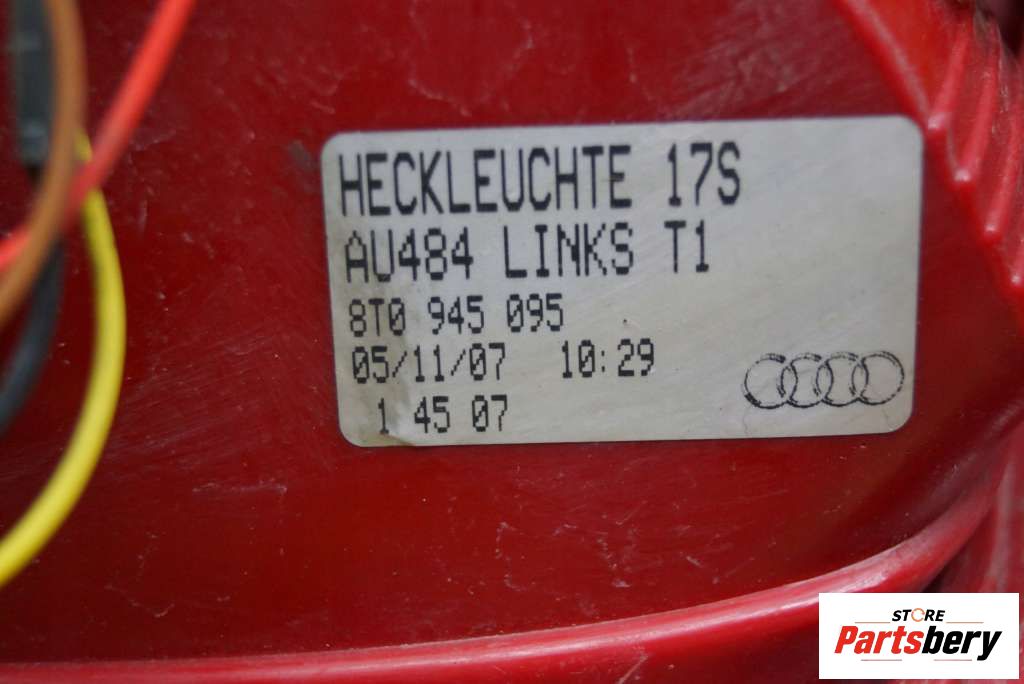 HECKLEUCHTE 17S
AU484 LINKS T1
8T0 945 095
05/11/07 10:29
1 45 07
STORE
Partsbery